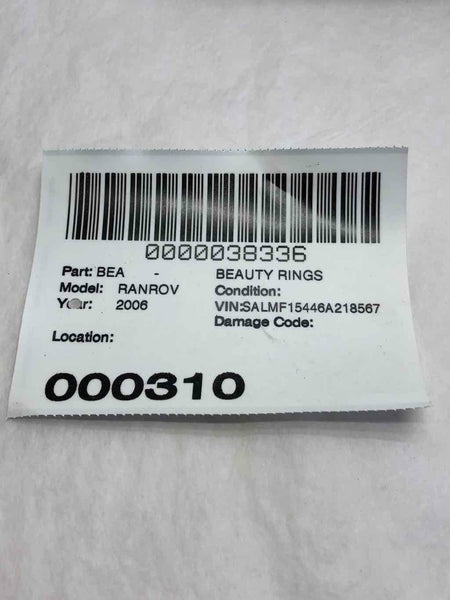 0000038336
Part: BEA - BEAUTY RINGS
Model: RANROV Condition:
Year: 2006 VIN:SALMF15446A218567
Damage Code:
Location:
000310